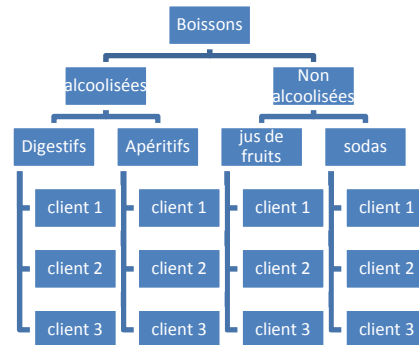 Boissons
alcoolisées
Non
alcoolisées
Digestifs
Apéritifs
jus de
fruits
sodas
client 1
client 1
client 1
client 1
client 2
client 2
client 2
client 2
client 3
client 3
client 3
client 3